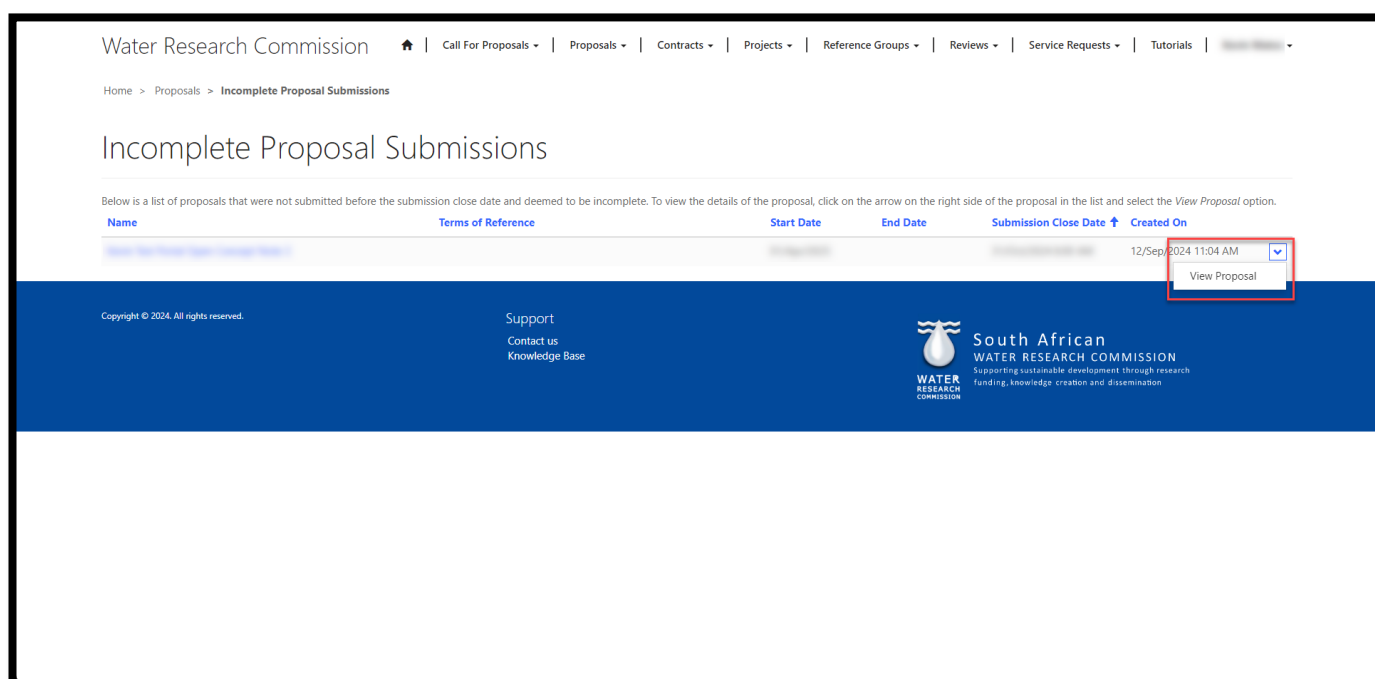 Water Research Commission
Call For Proposals
Proposals
Contracts
Projects
Reference Groups
Reviews
Service Requests
Tutorials
Home > Proposals > Incomplete Proposal Submissions
Incomplete Proposal Submissions
Below is a list of proposals that were not submitted before the submission close date and deemed to be incomplete. To view the details of the proposal, click on the arrow on the right side of the proposal in the list and select the View Proposal option.
Name
Terms of Reference
Start Date
End Date
Submission Close Date
Created On
12/Sep/2024 11:04 AM
View Proposal
Copyright © 2024. All rights reserved.
Support
Contact us
Knowledge Base
WATER
RESEARCH
COMMISSION
South African
WATER RESEARCH COMMISSION
Supporting sustainable development through research
funding, knowledge creation and dissemination